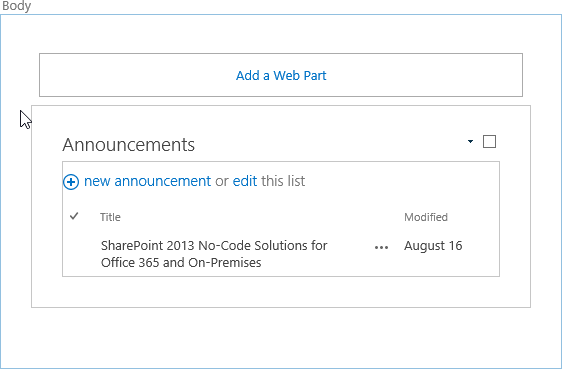 Body
Add a Web Part
Announcements
new announcement or edit this list
Title Modified
SharePoint 2013 No-Code Solutions for ... August 16
Office 365 and On-Premises